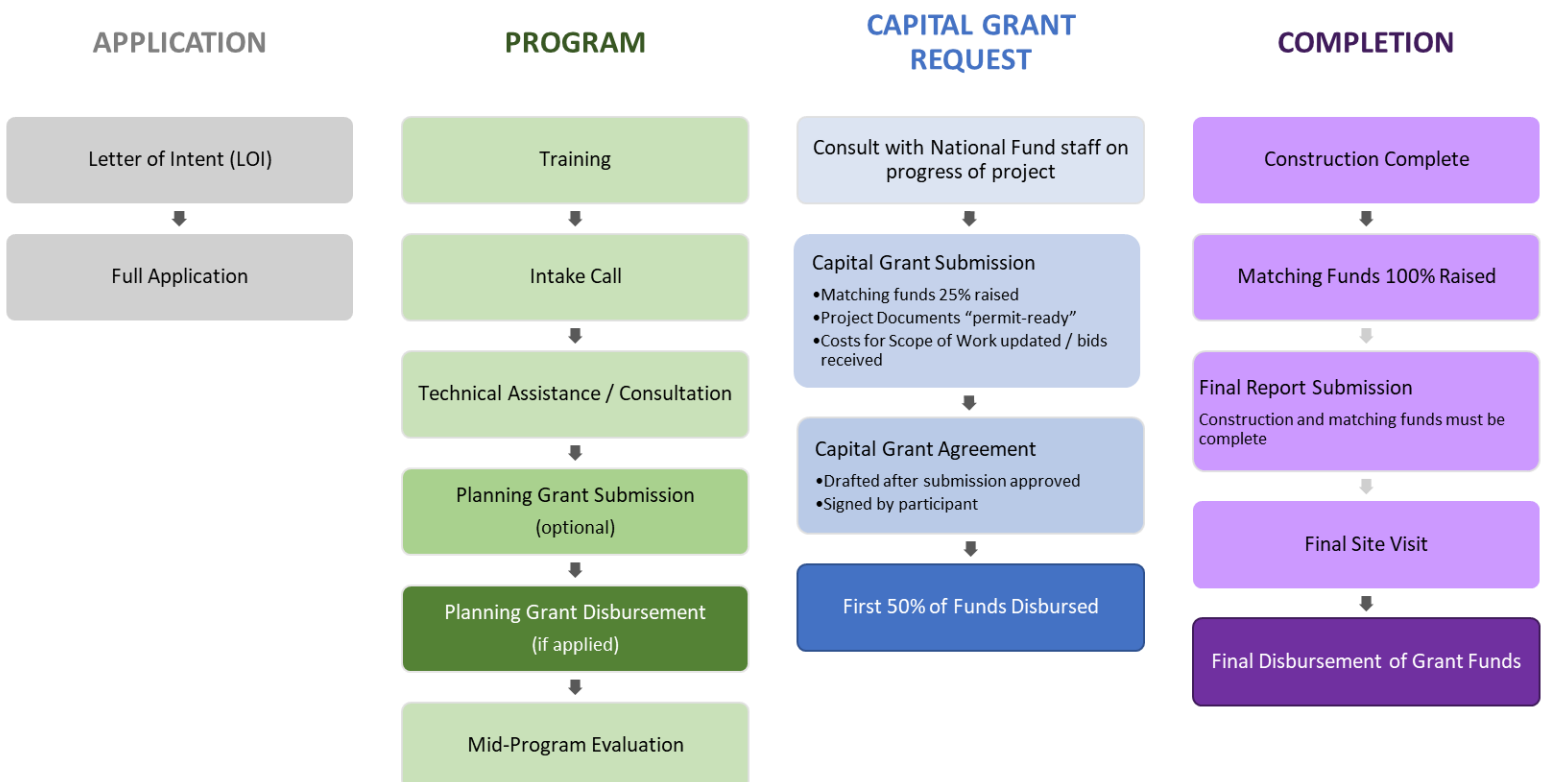 APPLICATION
Letter of Intent (LOI)
Full Application
PROGRAM
Training
Intake Call
Technical Assistance / Consultation
Planning Grant Submission
(optional)
Planning Grant Disbursement
(if applied)
Mid-Program Evaluation
CAPITAL GRANT
REQUEST
Consult with National Fund staff on
progress of project
Capital Grant Submission
•Matching funds 25% raised
•Project Documents “permit-ready”
•Costs for Scope of Work updated / bids
received
Capital Grant Agreement
•Drafted after submission approved
•Signed by participant
First 50% of Funds Disbursed
COMPLETION
Construction Complete
Matching Funds 100% Raised
Final Report Submission
Construction and matching funds must be
complete
Final Site Visit
Final Disbursement of Grant Funds